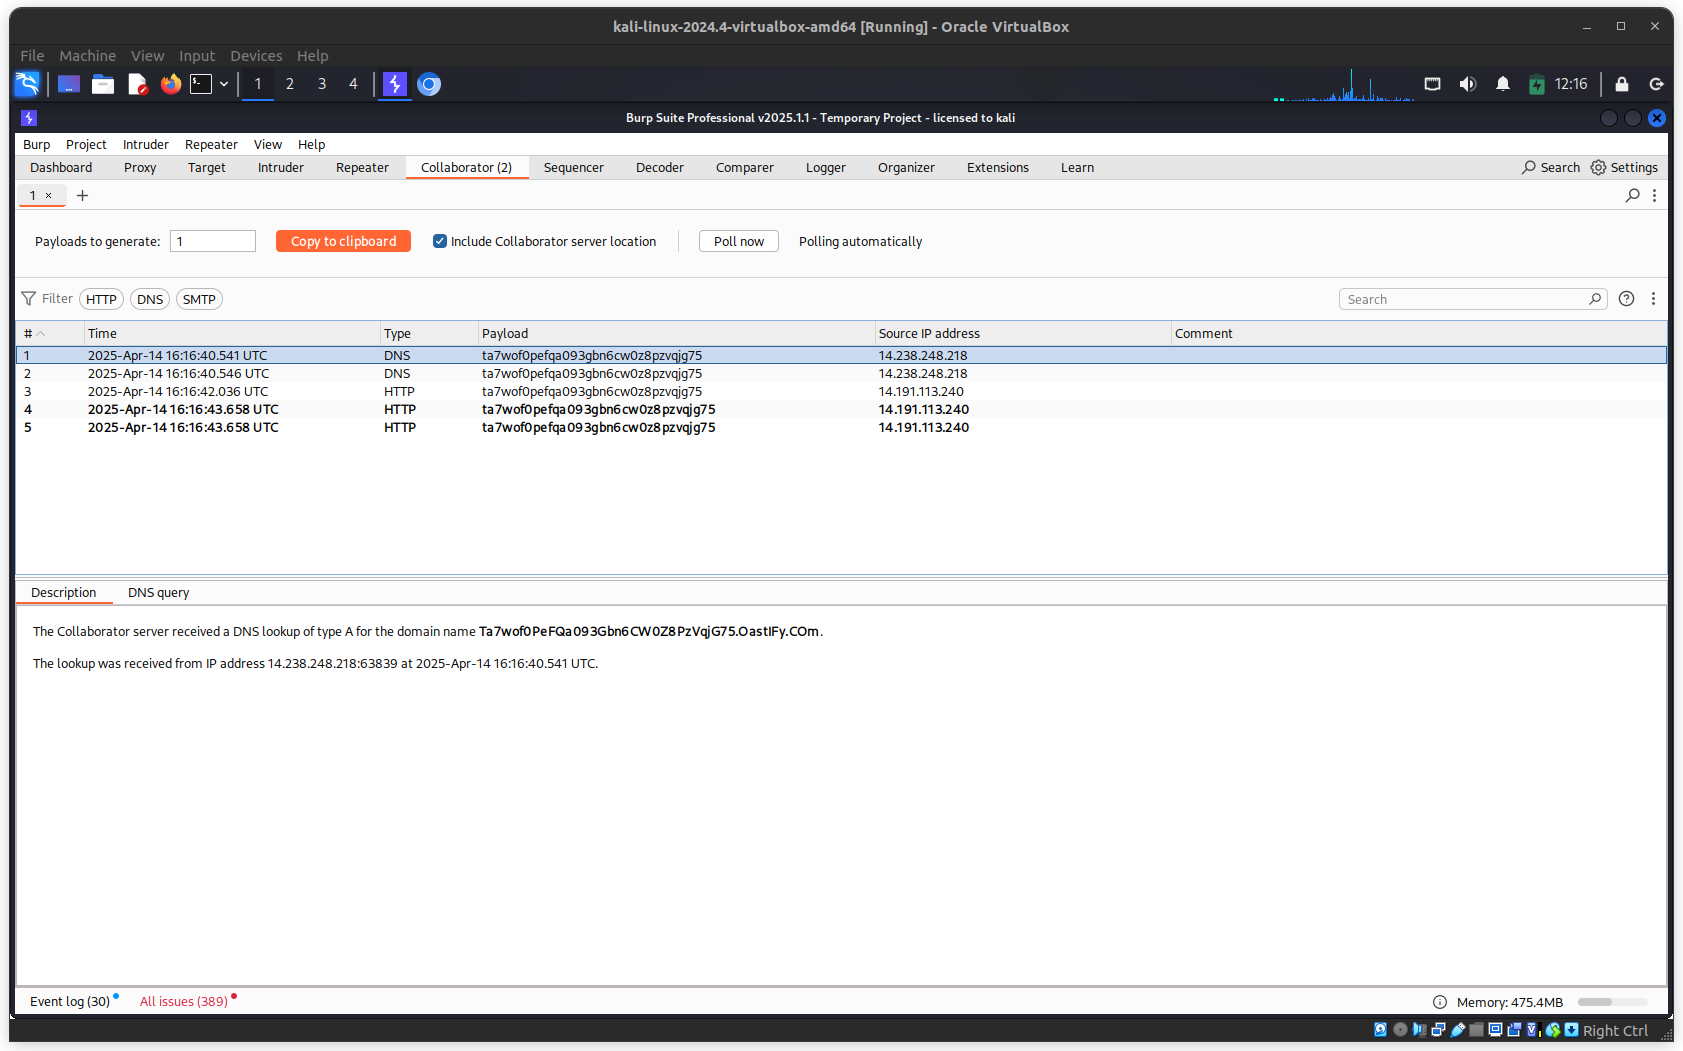 kali-linux-2024.4-virtualbox-amd64 [Running] - Oracle VirtualBox
File Machine View Input Devices Help
1 2 3 4 12:16
Burp Suite Professional v2025.1.1 - Temporary Project - licensed to kali
Burp Project Intruder Repeater View Help
Dashboard Proxy Target Intruder Repeater Collaborator (2) Sequencer Decoder Comparer Logger Organizer Extensions Learn Search Settings
1 × +
Payloads to generate: 1 Copy to clipboard Include Collaborator server location Poll now Polling automatically
Filter HTTP DNS SMTP Search
# Time Type Payload Source IP address Comment
1 2025-Apr-14 16:16:40.541 UTC DNS ta7wof0pefqa093gbn6cw0z8pzvqjg75 14.238.248.218
2 2025-Apr-14 16:16:40.546 UTC DNS ta7wof0pefqa093gbn6cw0z8pzvqjg75 14.238.248.218
3 2025-Apr-14 16:16:42.036 UTC HTTP ta7wof0pefqa093gbn6cw0z8pzvqjg75 14.191.113.240
4 2025-Apr-14 16:16:43.658 UTC HTTP ta7wof0pefqa093gbn6cw0z8pzvqjg75 14.191.113.240
5 2025-Apr-14 16:16:43.658 UTC HTTP ta7wof0pefqa093gbn6cw0z8pzvqjg75 14.191.113.240
Description DNS query
The Collaborator server received a DNS lookup of type A for the domain name Ta7wof0PeFQa093Gbn6CW0Z8PzVqjG75.OastIFy.COm.
The lookup was received from IP address 14.238.248.218:63839 at 2025-Apr-14 16:16:40.541 UTC.
Event log (30) All issues (389) Memory: 475.4MB
Right Ctrl